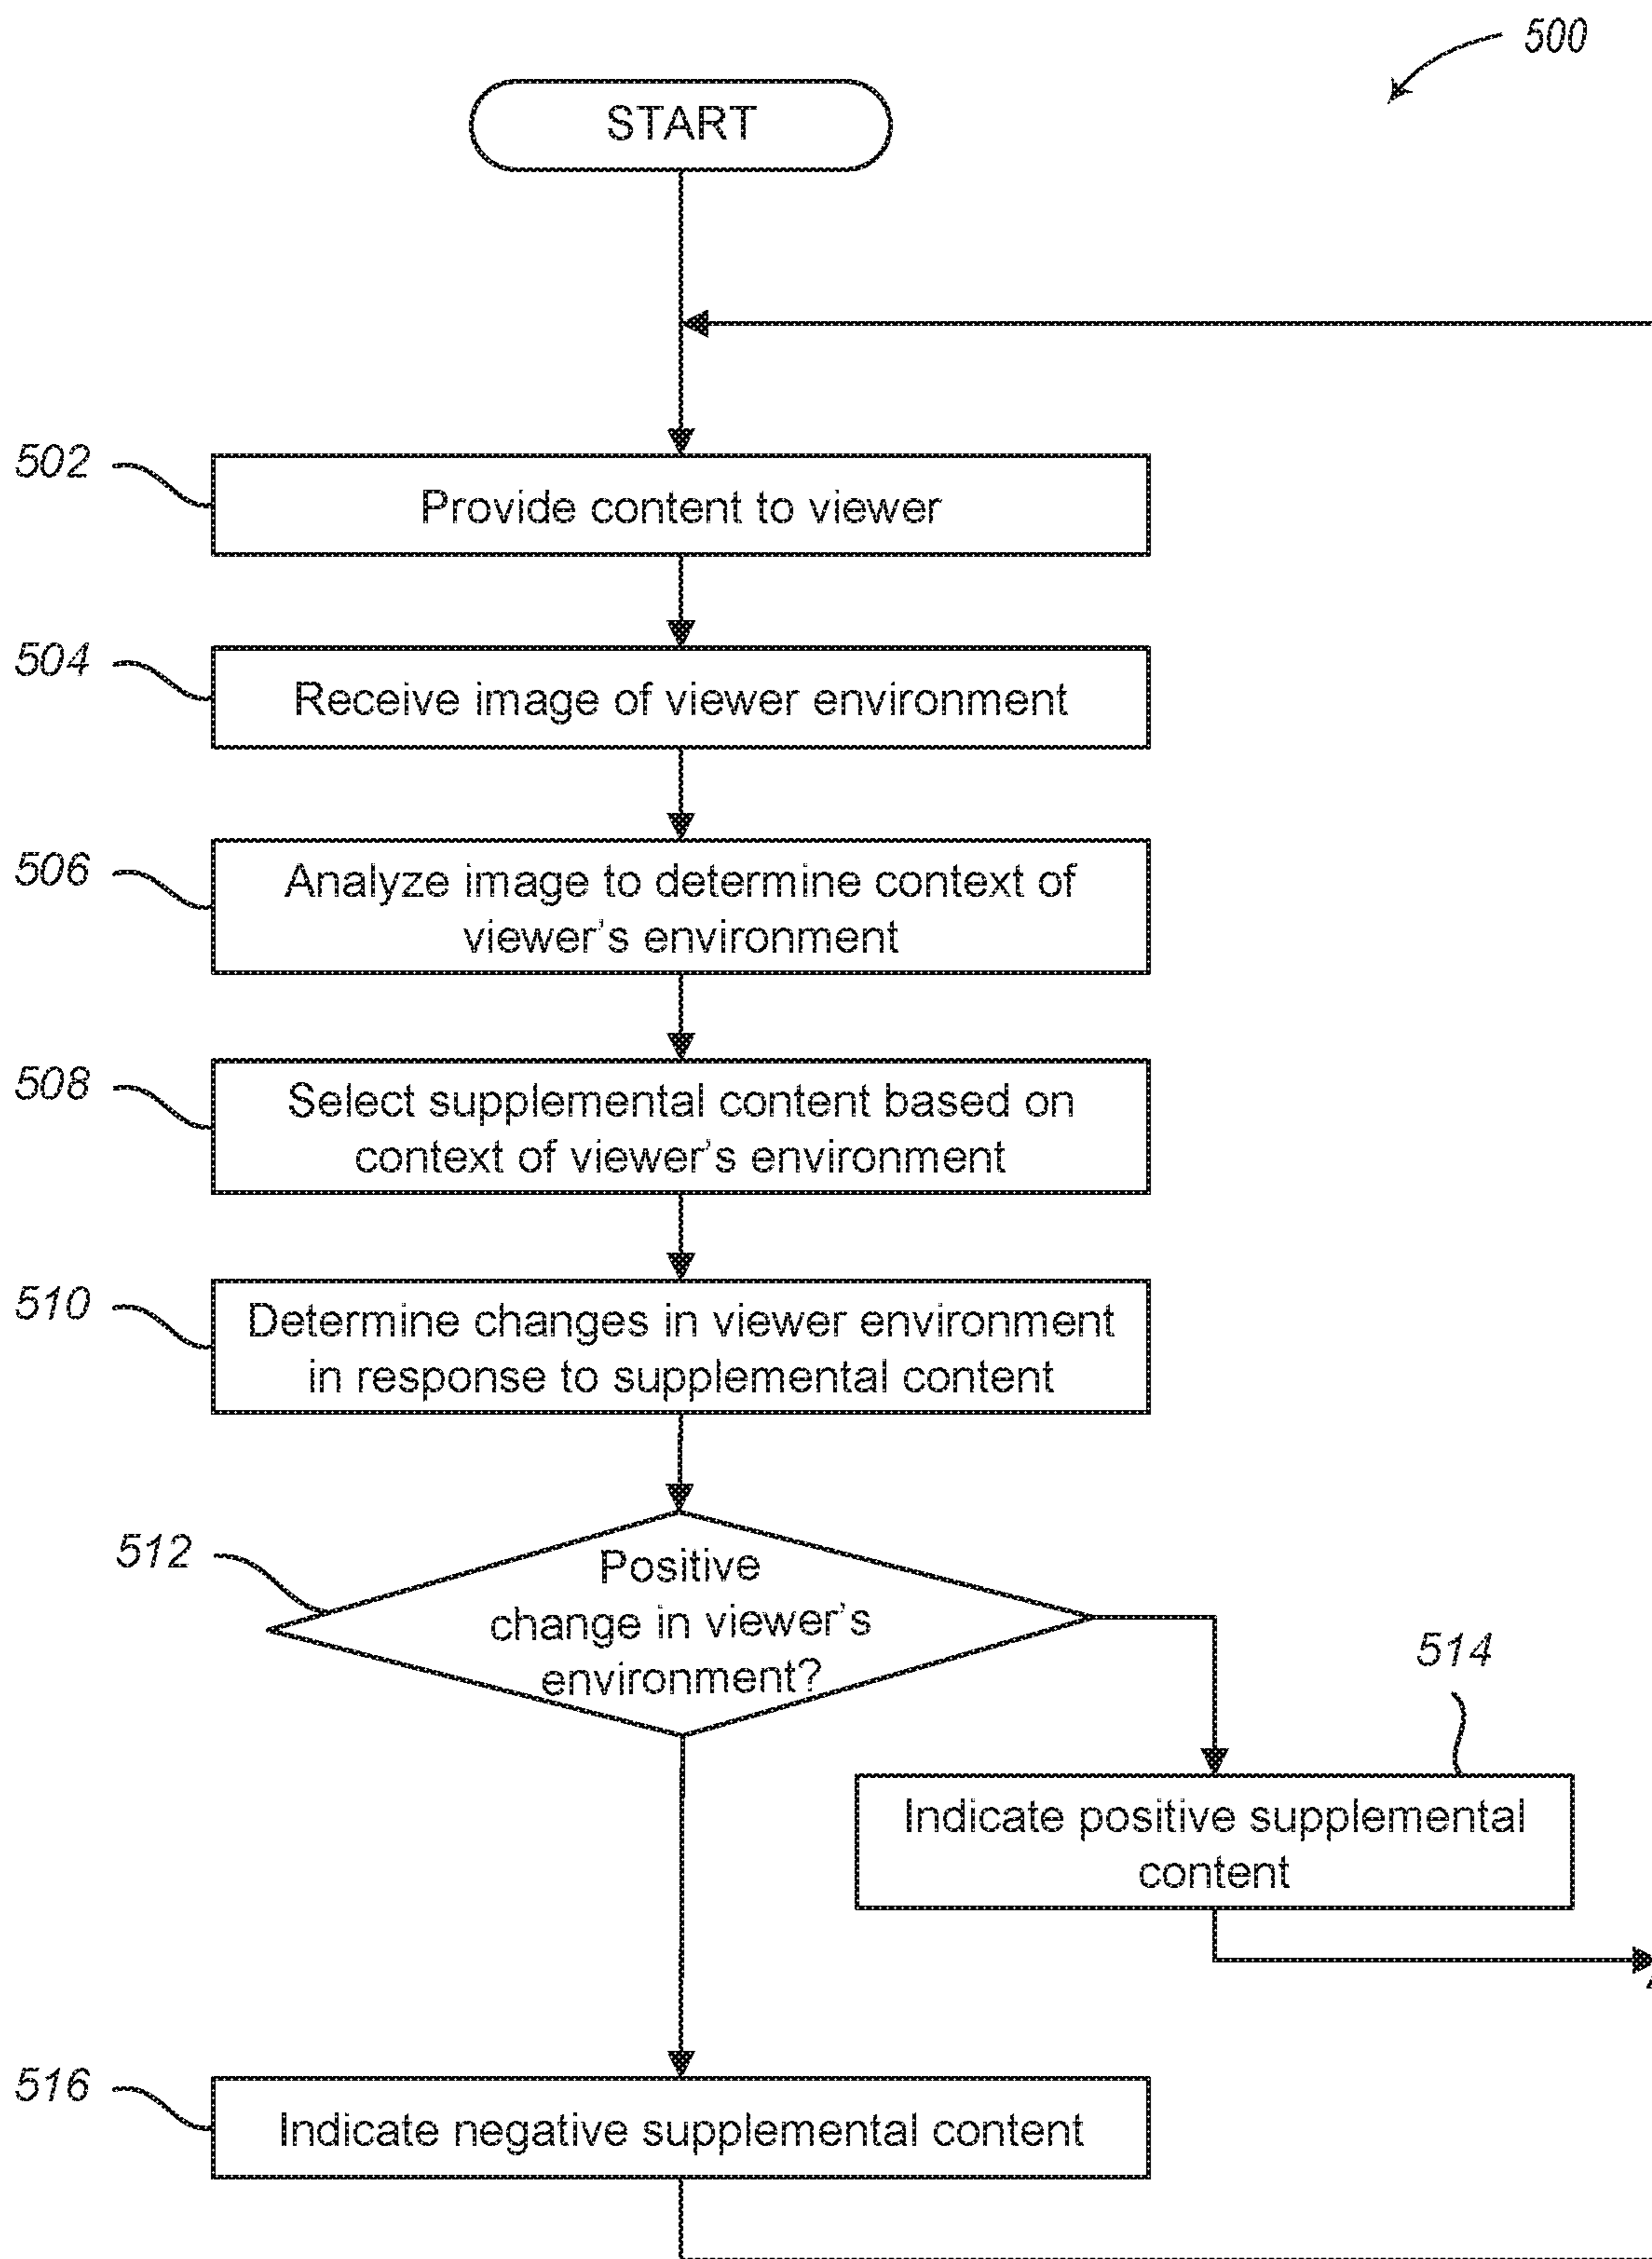 500
START
502
Provide content to viewer
504
Receive image of viewer environment
506
Analyze image to determine context of
viewer's environment
508
Select supplemental content based on
context of viewer's environment
510
Determine changes in viewer environment
in response to supplemental content
512
Positive
change in viewer's
environment?
514
Indicate positive supplemental
content
516
Indicate negative supplemental content